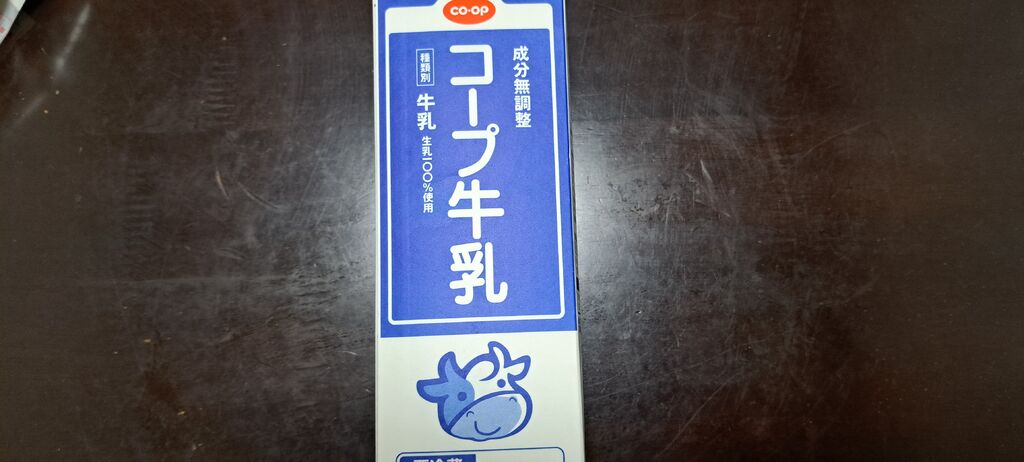 co·op
成分無調整
コープ牛乳
種類別
牛乳
生乳一〇〇%使用